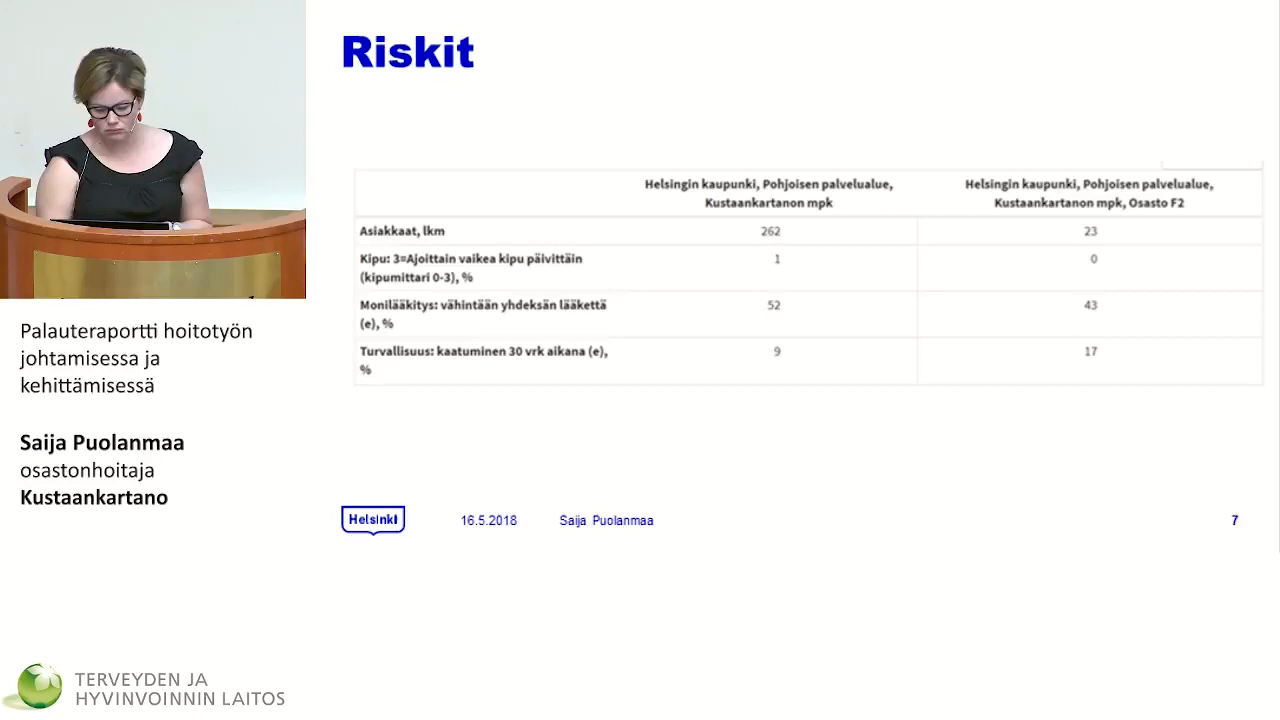 Riskit
Helsingin kaupunki, Pohjoisen palvelualue,
Kustaankartanon mpk
Helsingin kaupunki, Pohjoisen palvelualue,
Kustaankartanon mpk, Osasto F2
Asiakkaat, lkm 262 23
Kipu: 3=Ajoittain vaikea kipu päivittäin
(kipumittari 0-3), % 1 0
Monilääkitys: vähintään yhdeksän lääkettä
(e), % 52 43
Turvallisuus: kaatuminen 30 vrk aikana (e),
% 9 17
Helsinki 16.5.2018 Saija Puolanmaa 7
Palauteraportti hoitotyön
johtamisessa ja
kehittämisessä
Saija Puolanmaa
osastonhoitaja
Kustaankartano
TERVEYDEN JA
HYVINVOINNIN LAITOS